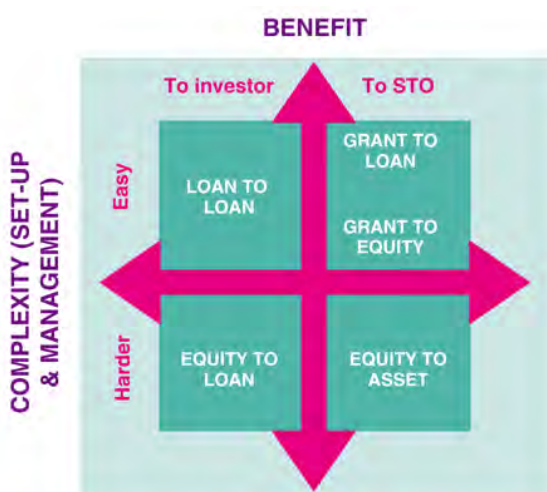 BENEFIT
To investor
To STO
COMPLEXITY (SET-UP
& MANAGEMENT)
Easy
LOAN TO
LOAN
GRANT TO
LOAN
GRANT TO
EQUITY
Harder
EQUITY TO
LOAN
EQUITY TO
ASSET